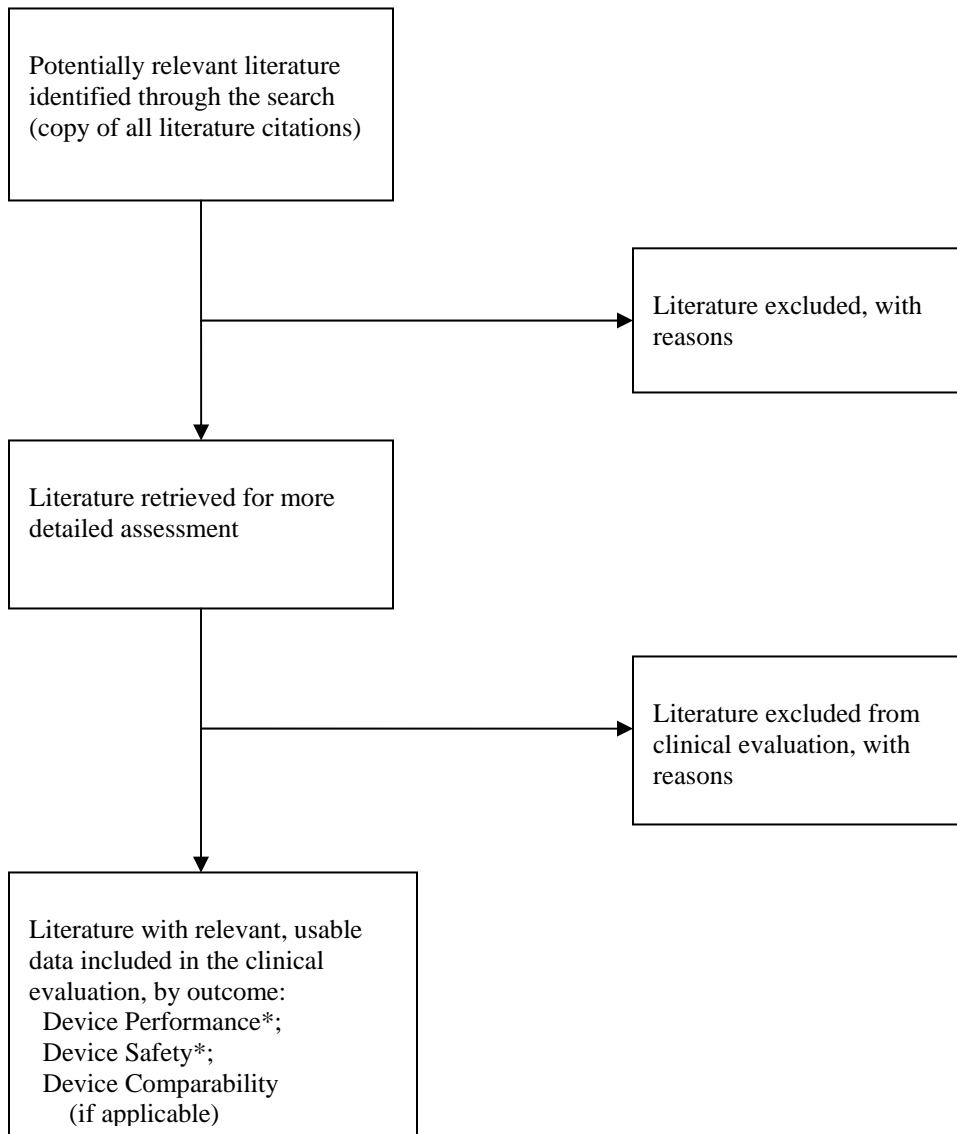 Potentially relevant literature
identified through the search
(copy of all literature citations)
Literature excluded, with
reasons
Literature retrieved for more
detailed assessment
Literature excluded from
clinical evaluation, with
reasons
Literature with relevant, usable
data included in the clinical
evaluation, by outcome:
Device Performance*;
Device Safety*;
Device Comparability
(if applicable)